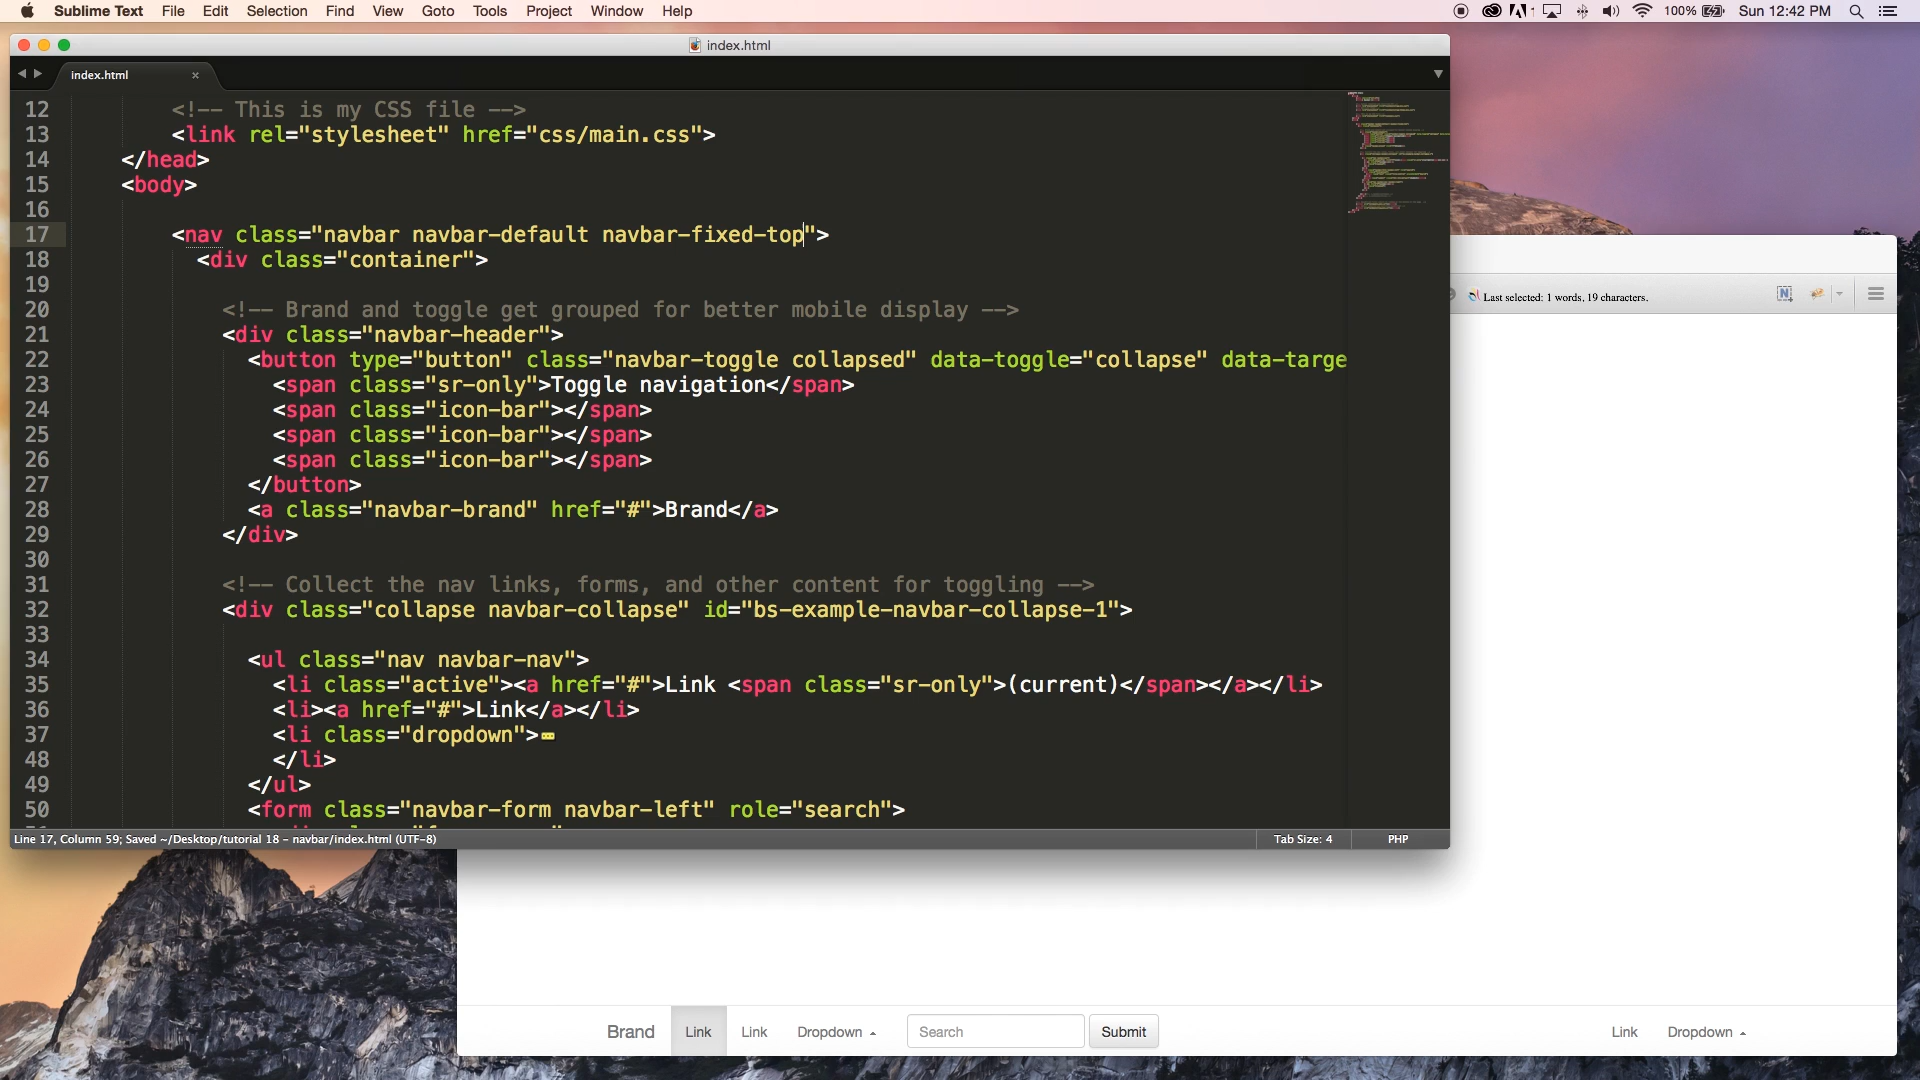 Sublime Text File Edit Selection Find View Goto Tools Project Window Help
1 100% Sun 12:42 PM
index.html
index.html ×
12 <!-- This is my CSS file -->
13 <link rel="stylesheet" href="css/main.css">
14 </head>
15 <body>
16
17 <nav class="navbar navbar-default navbar-fixed-top">
18 <div class="container">
19
20 <!-- Brand and toggle get grouped for better mobile display -->
21 <div class="navbar-header">
22 <button type="button" class="navbar-toggle collapsed" data-toggle="collapse" data-targe
23 <span class="sr-only">Toggle navigation</span>
24 <span class="icon-bar"></span>
25 <span class="icon-bar"></span>
26 <span class="icon-bar"></span>
27 </button>
28 <a class="navbar-brand" href="#">Brand</a>
29 </div>
30
31 <!-- Collect the nav links, forms, and other content for toggling -->
32 <div class="collapse navbar-collapse" id="bs-example-navbar-collapse-1">
33
34 <ul class="nav navbar-nav">
35 <li class="active"><a href="#">Link <span class="sr-only">(current)</span></a></li>
36 <li><a href="#">Link</a></li>
37 <li class="dropdown">
48 </li>
49 </ul>
50 <form class="navbar-form navbar-left" role="search">
Line 17, Column 59; Saved ~/Desktop/tutorial 18 - navbar/index.html (UTF-8) Tab Size: 4 PHP
Last selected: 1 words, 19 characters.
Brand Link Link Dropdown Search Submit Link Dropdown